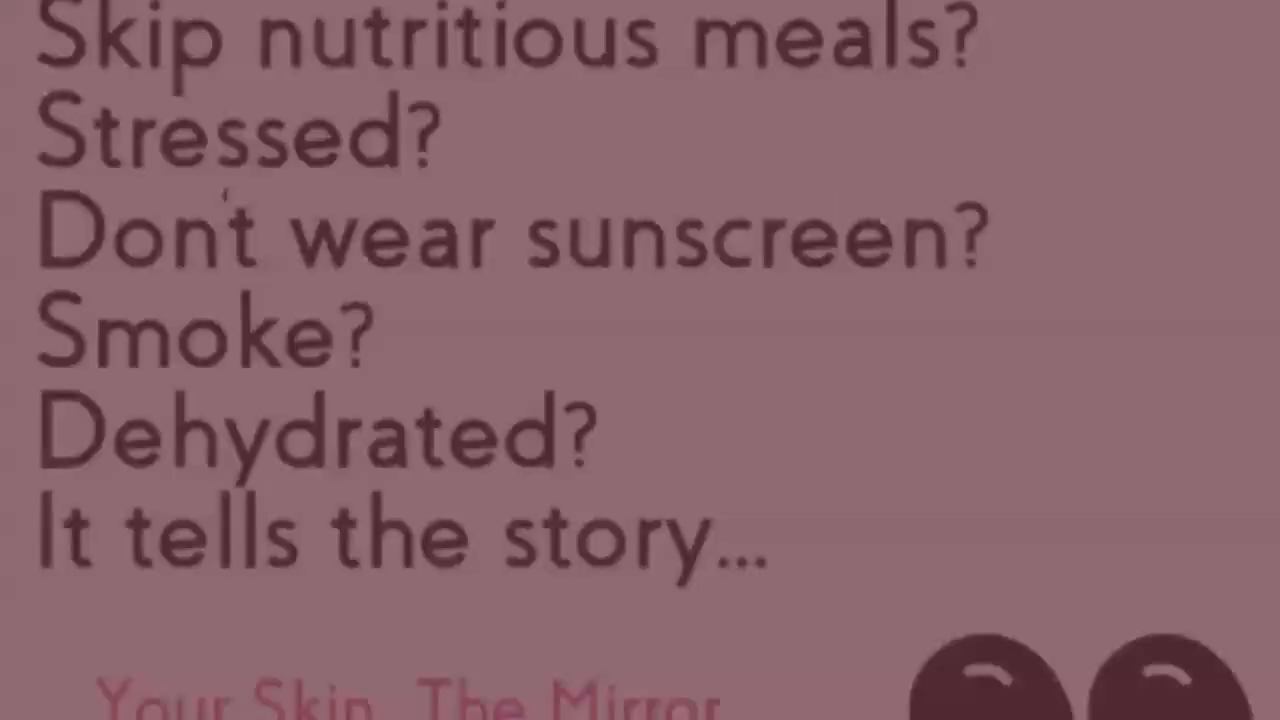 Skip nutritious meals?
Stressed?
Don't wear sunscreen?
Smoke?
Dehydrated?
It tells the story...
Your Skin. The Mirror